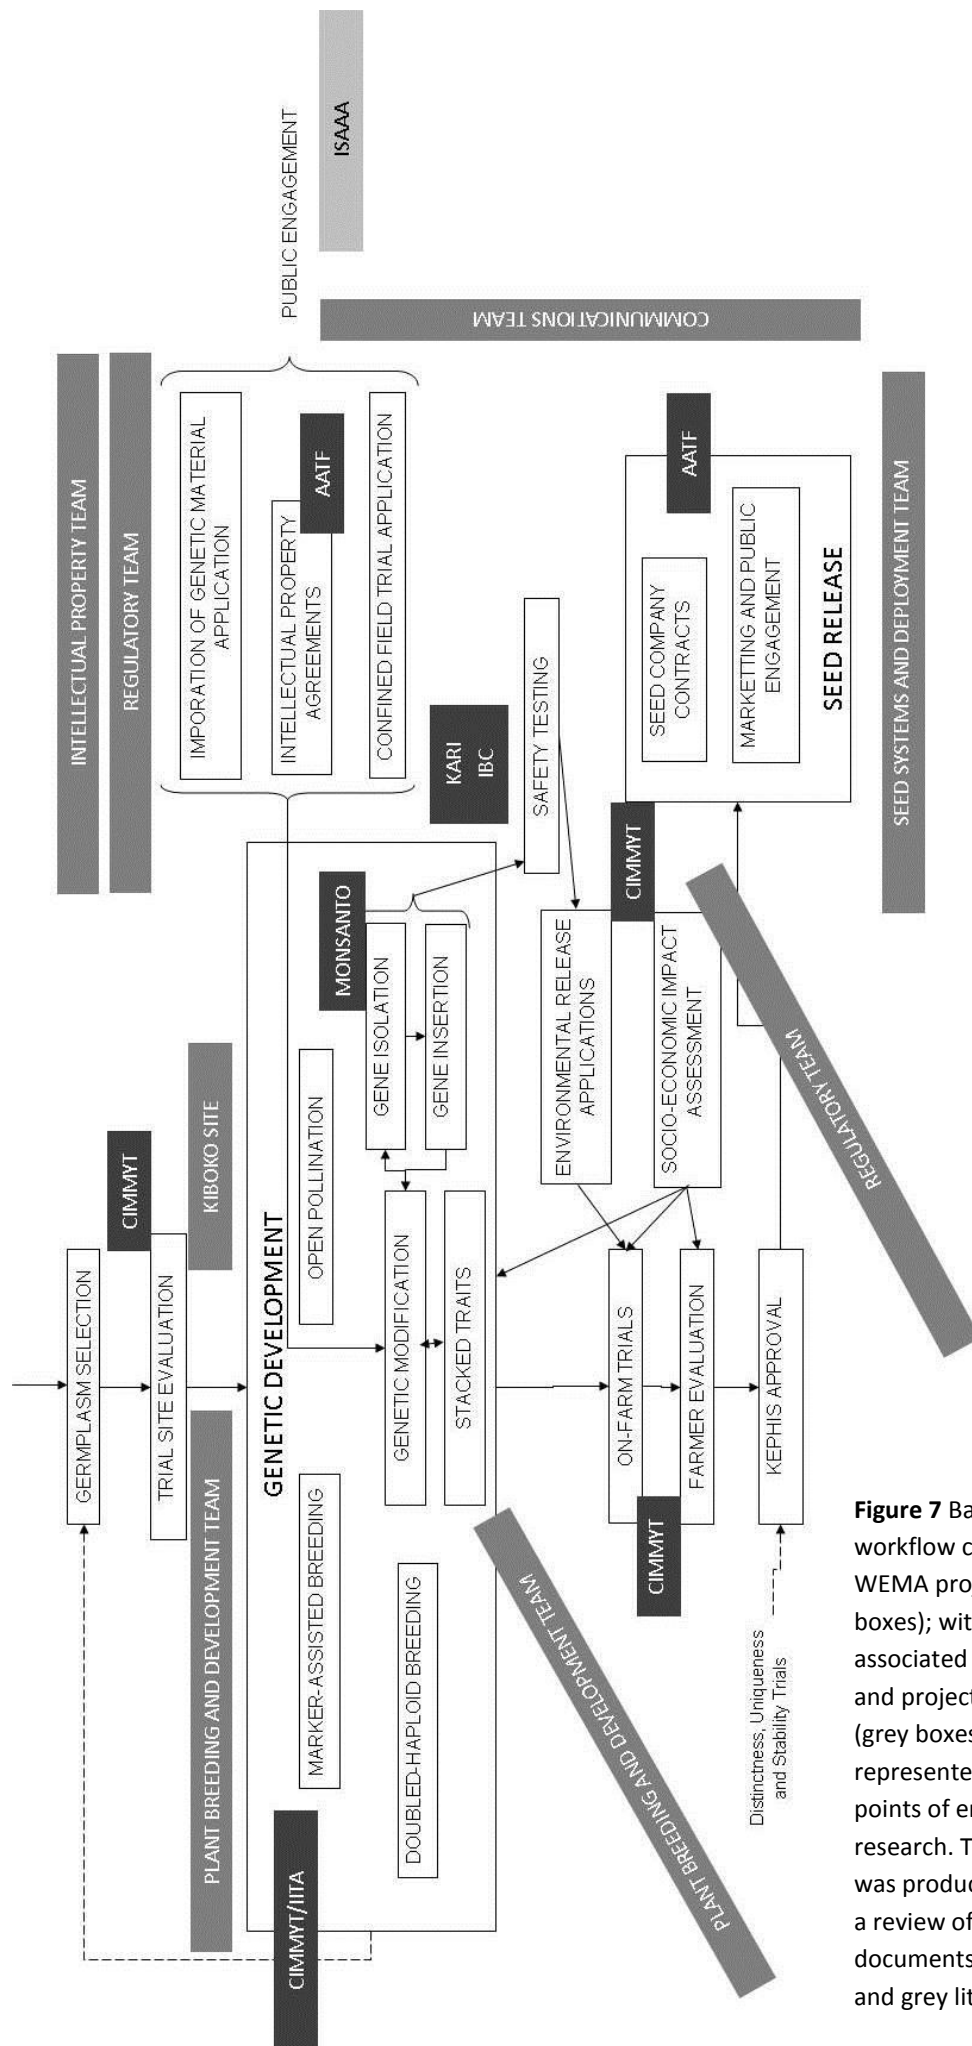 GERMPLASM SELECTION
CIMMYT
TRIAL SITE EVALUATION
PLANT BREEDING AND DEVELOPMENT TEAM
KIBOKO SITE
INTELLECTUAL PROPERTY TEAM
REGULATORY TEAM
GENETIC DEVELOPMENT
CIMMYT/IITA
MARKER-ASSISTED BREEDING
DOUBLED-HAPLOID BREEDING
OPEN POLLINATION
GENETIC MODIFICATION
STACKED TRAITS
MONSANTO
GENE ISOLATION
GENE INSERTION
IMPORATION OF GENETIC MATERIAL
APPLICATION
INTELLECTUAL PROPERTY
AGREEMENTS
AATF
CONFINED FIELD TRIAL APPLICATION
PUBLIC ENGAGEMENT
ISAAA
COMMUNICATIONS TEAM
KARI
IBC
SAFETY TESTING
PLANT BREEDING AND DEVELOPMENT TEAM
ENVIRONMENTAL RELEASE
APPLICATIONS
CIMMYT
SOCIO-ECONOMIC IMPACT
ASSESSMENT
ON-FARM TRIALS
CIMMYT
FARMER EVALUATION
KEPHIS APPROVAL
Distinctness, Uniqueness
and Stability Trials
REGULATORY TEAM
AATF
SEED COMPANY
CONTRACTS
MARKETTING AND PUBLIC
ENGAGEMENT
SEED RELEASE
SEED SYSTEMS AND DEPLOYMENT TEAM
Figure 7 Ba
workflow c
WEMA proj
boxes); wit
associated
and project
(grey boxes
represente
points of en
research. T
was produc
a review of
documents
and grey lit